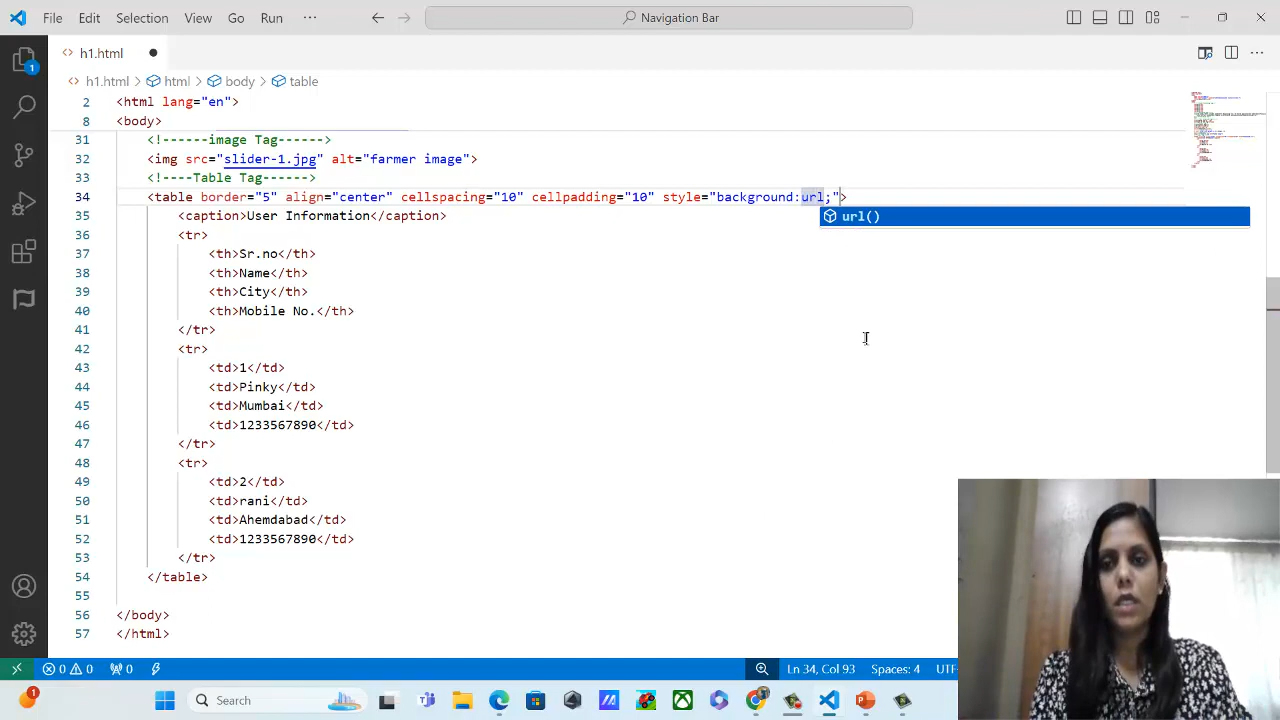 File Edit Selection View Go Run ··· Navigation Bar
h1.html
h1.html > html > body > table
2 <html lang="en">
8 <body>
31 <!------image Tag------>
32 <img src="slider-1.jpg" alt="farmer image">
33 <!----Table Tag------>
34 <table border="5" align="center" cellspacing="10" cellpadding="10" style="background:url;">
url()
35 <caption>User Information</caption>
36 <tr>
37 <th>Sr.no</th>
38 <th>Name</th>
39 <th>City</th>
40 <th>Mobile No.</th>
41 </tr>
42 <tr>
43 <td>1</td>
44 <td>Pinky</td>
45 <td>Mumbai</td>
46 <td>1233567890</td>
47 </tr>
48 <tr>
49 <td>2</td>
50 <td>rani</td>
51 <td>Ahemdabad</td>
52 <td>1233567890</td>
53 </tr>
54 </table>
55
56 </body>
57 </html>
1
0 0 0 Ln 34, Col 93 Spaces: 4 UTF-
1 Search